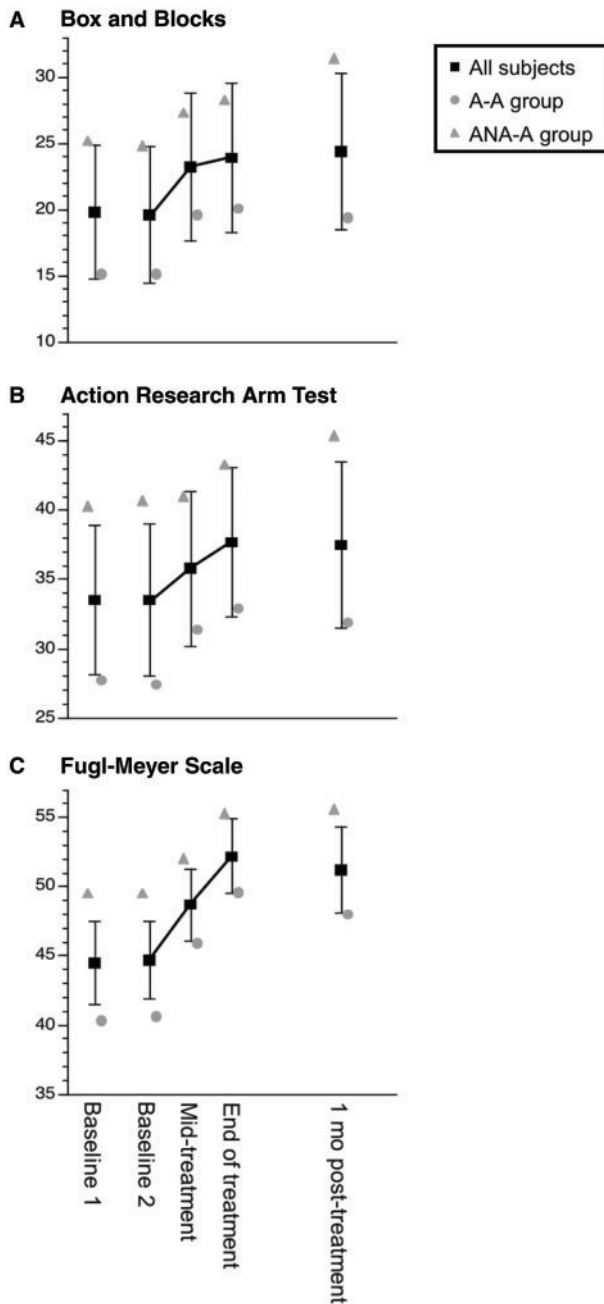 A Box and Blocks
30
25
20
15
10
All subjects
A-A group
ANA-A group
B Action Research Arm Test
45
40
35
30
25
C Fugl-Meyer Scale
55
50
45
40
35
Baseline 1
Baseline 2
Mid-treatment
End of treatment
1 mo post-treatment